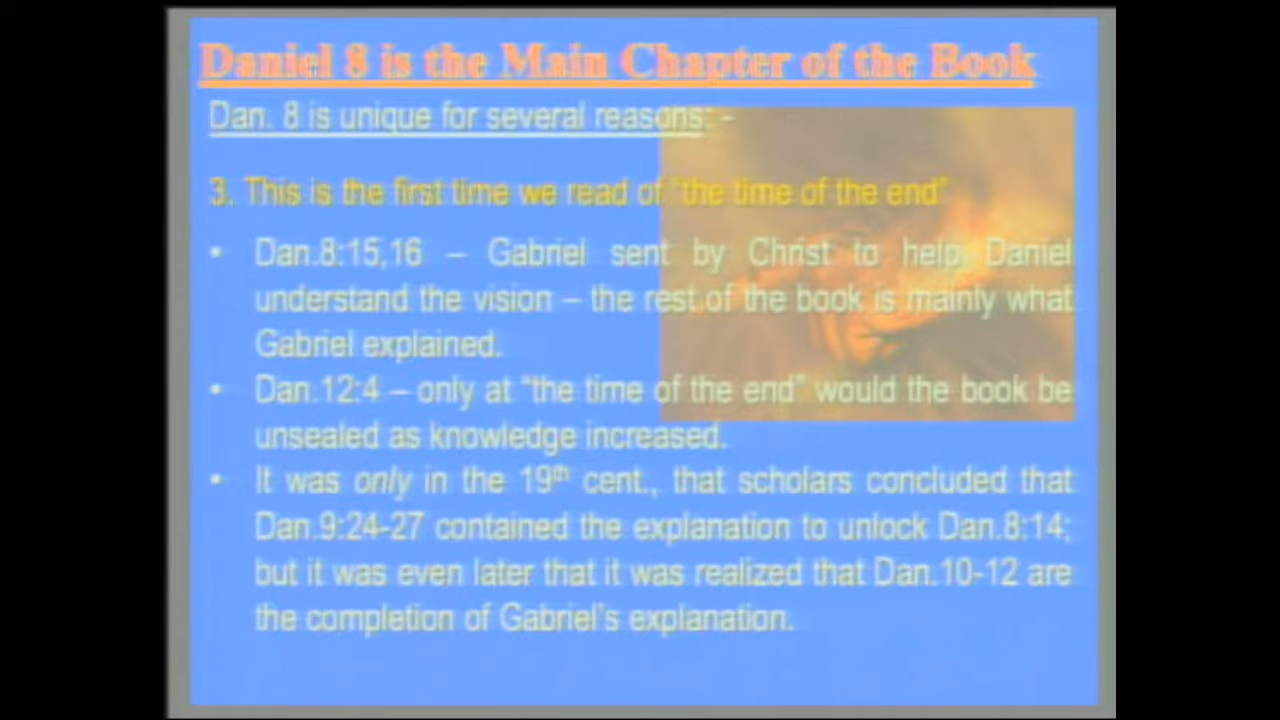 Daniel 8 is the Main Chapter of the Book
Dan. 8 is unique for several reasons: -
3. This is the first time we read of "the time of the end"
• Dan.8:15,16 – Gabriel sent by Christ to help Daniel
understand the vision – the rest of the book is mainly what
Gabriel explained.
• Dan.12:4 – only at "the time of the end" would the book be
unsealed as knowledge increased.
• It was only in the 19th cent., that scholars concluded that
Dan.9:24-27 contained the explanation to unlock Dan.8:14;
but it was even later that it was realized that Dan.10-12 are
the completion of Gabriel's explanation.